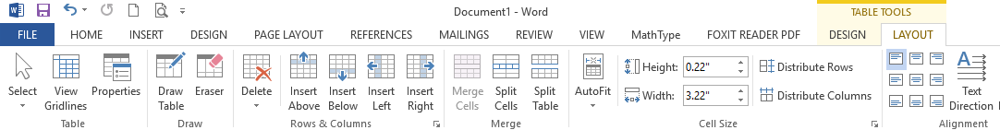 Document1 - Word
TABLE TOOLS
FILE HOME INSERT DESIGN PAGE LAYOUT REFERENCES MAILINGS REVIEW VIEW MathType FOXIT READER PDF DESIGN LAYOUT
Select
View Gridlines
Properties
Table
Draw Table
Eraser
Draw
Delete
Insert Above
Insert Below
Insert Left
Insert Right
Rows & Columns
Merge Cells
Split Cells
Split Table
Merge
AutoFit
Height: 0.22"
Width: 3.22"
Distribute Rows
Distribute Columns
Cell Size
Text Direction
Alignment